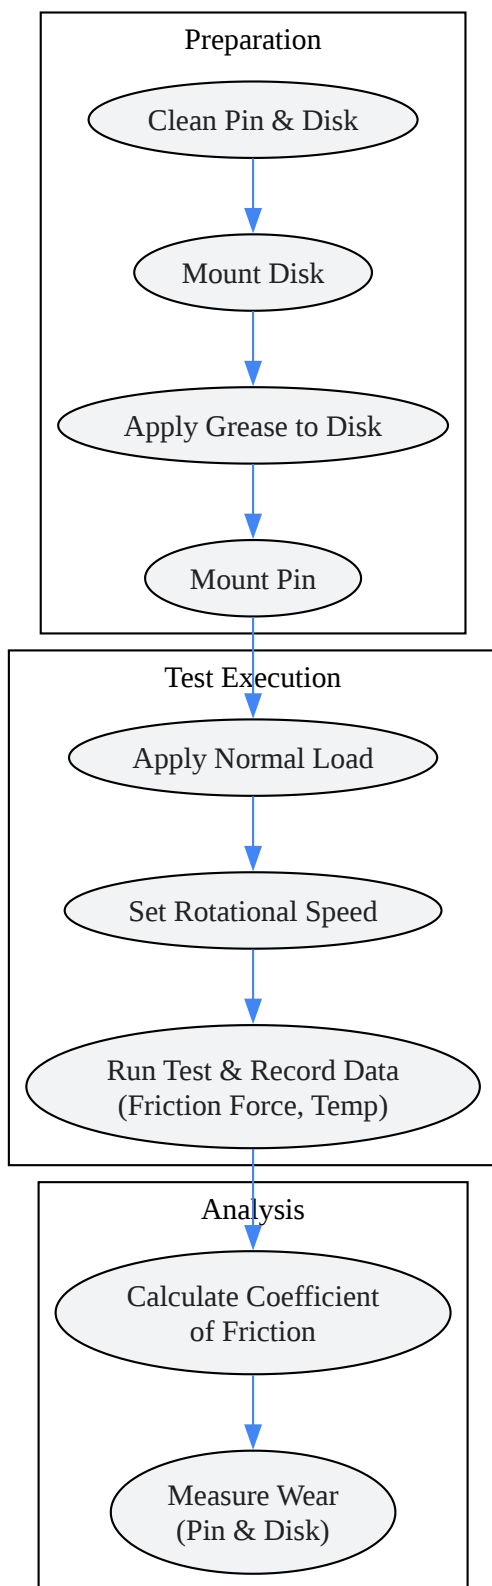 Preparation
Clean Pin & Disk
Mount Disk
Apply Grease to Disk
Mount Pin
Test Execution
Apply Normal Load
Set Rotational Speed
Run Test & Record Data
(Friction Force, Temp)
Analysis
Calculate Coefficient
of Friction
Measure Wear
(Pin & Disk)